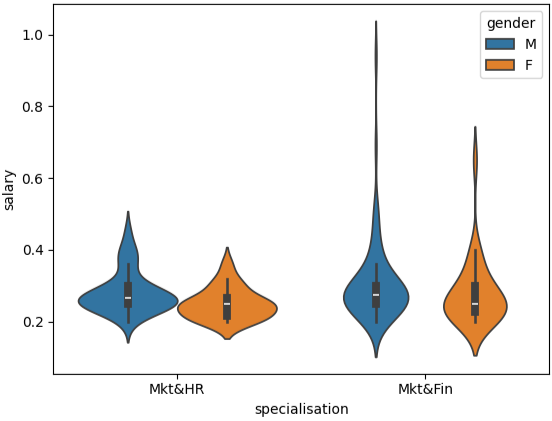 gender
M
F
1.0
0.8
0.6
0.4
0.2
salary
Mkt&HR
Mkt&Fin
specialisation